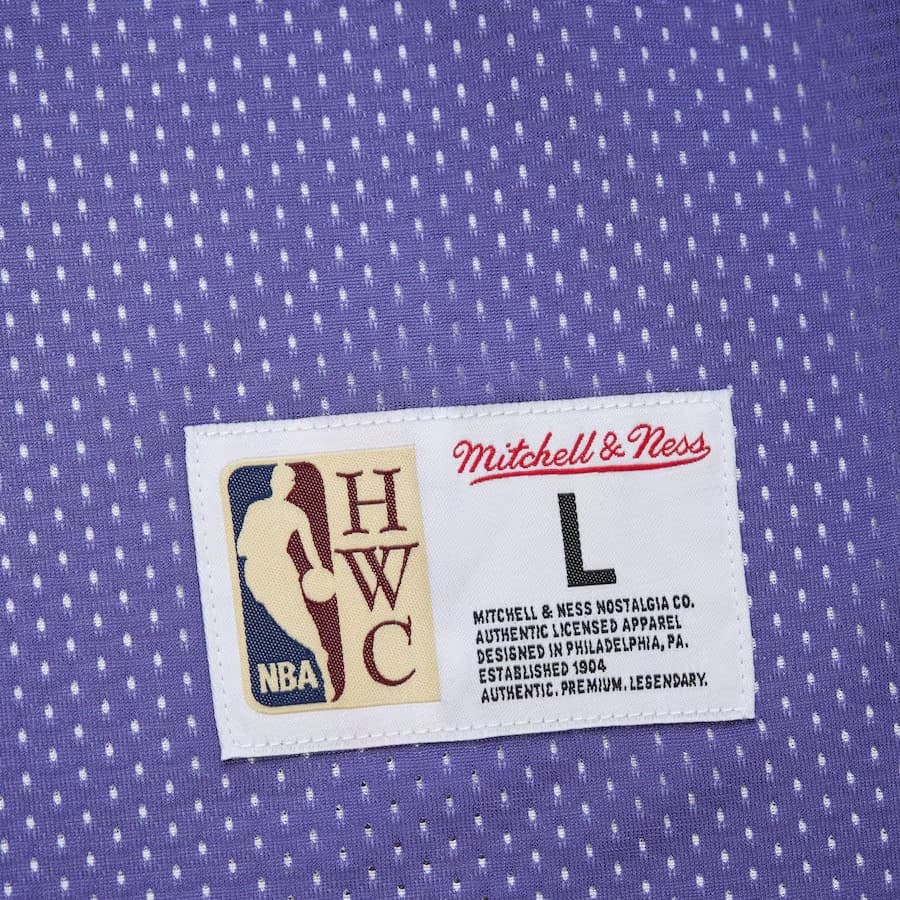 NBA
H
W
C
Mitchell & Ness
L
MITCHELL & NESS NOSTALGIA CO.
AUTHENTIC LICENSED APPAREL
DESIGNED IN PHILADELPHIA, PA.
ESTABLISHED 1904
AUTHENTIC. PREMIUM. LEGENDARY.